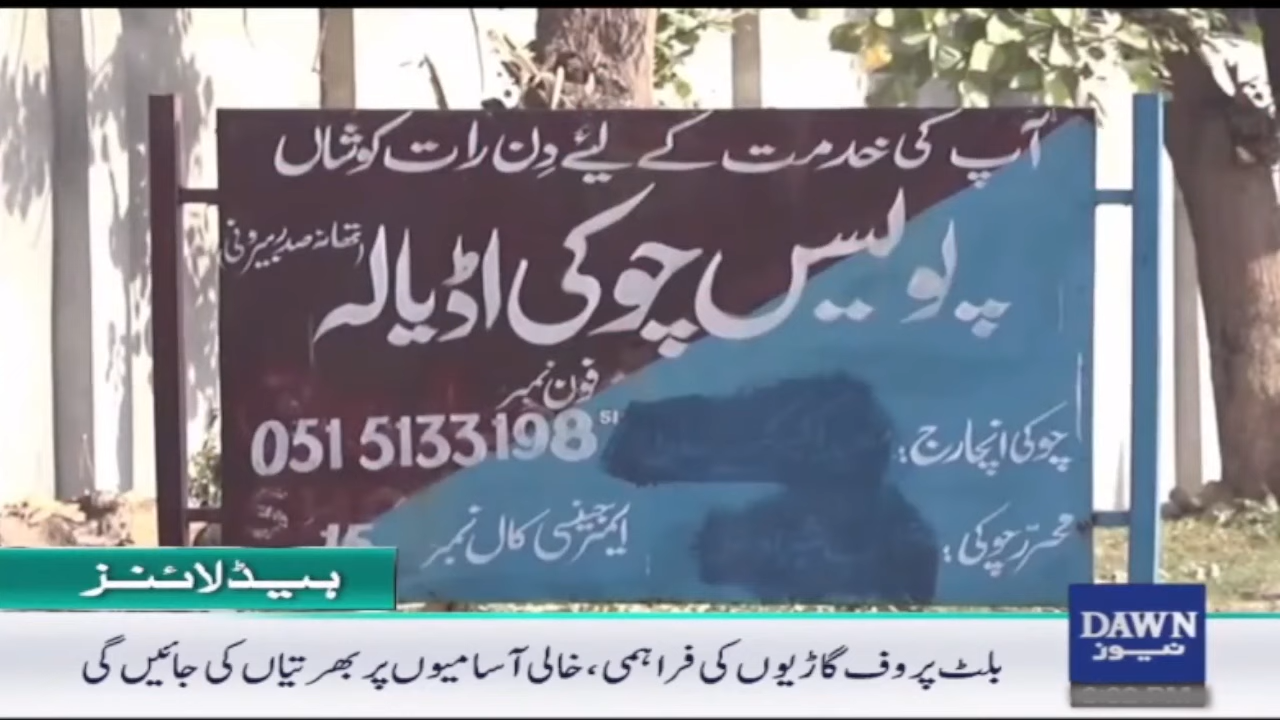 آپ کی خدمت کے لیئے دِن رات کوشاں
پولیس چوکی اڈیالہ
تھانہ صدر بیرونی
فون نمبر
051 5133198
SI
چوکی انچارج:
محرر چوکی:
ایمرجینسی کال نمبر
15
ہیڈلائنز
بلٹ پروف گاڑیوں کی فراہمی، خالی آسامیوں پر بھرتیاں کی جائیں گی
DAWN
نیوز